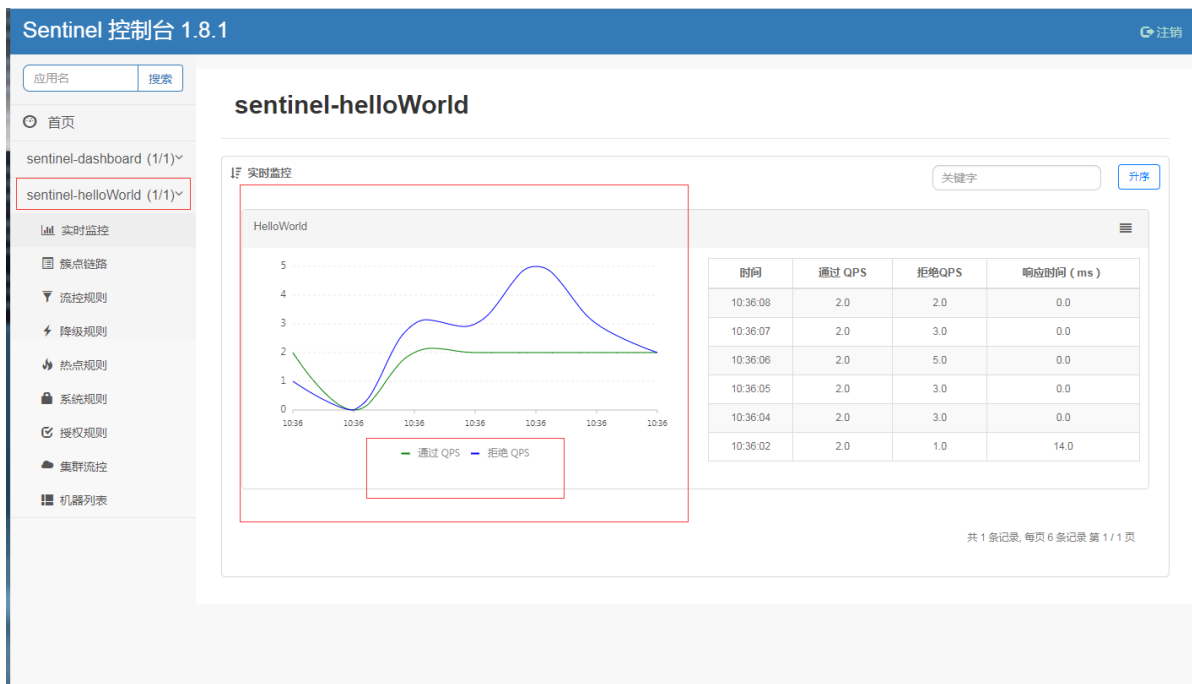 Sentinel 控制台 1.8.1
注销
应用名 搜索
首页
sentinel-dashboard (1/1)
sentinel-helloWorld (1/1)
实时监控
簇点链路
流控规则
降级规则
热点规则
系统规则
授权规则
集群流控
机器列表
sentinel-helloWorld
实时监控
关键字 升序
HelloWorld
5
4
3
2
1
0
10:36 10:36 10:36 10:36 10:36 10:36 10:36
通过 QPS 拒绝 QPS
时间 通过 QPS 拒绝QPS 响应时间（ms）
10:36:08 2.0 2.0 0.0
10:36:07 2.0 3.0 0.0
10:36:06 2.0 5.0 0.0
10:36:05 2.0 3.0 0.0
10:36:04 2.0 3.0 0.0
10:36:02 2.0 1.0 14.0
共 1 条记录, 每页 6 条记录 第 1 / 1 页